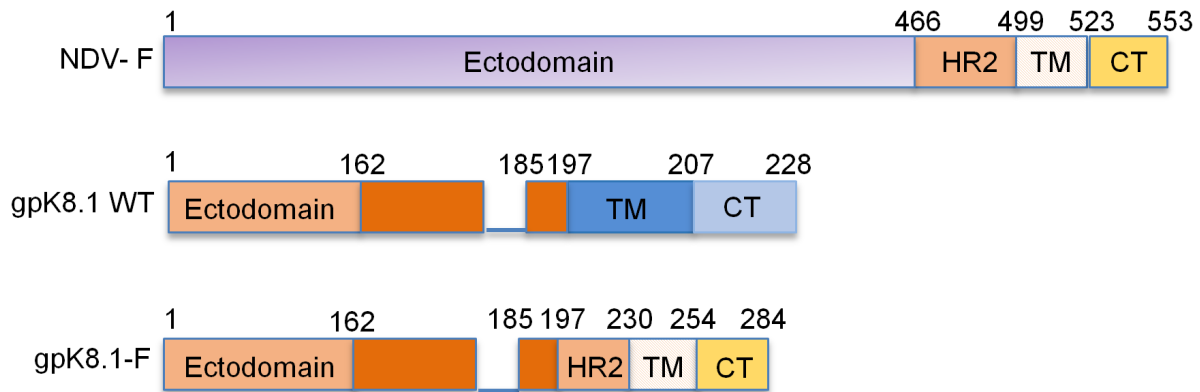 1 466 499 523 553
NDV- F Ectodomain HR2 TM CT
1 162 185 197 207 228
gpK8.1 WT Ectodomain TM CT
1 162 185 197 230 254 284
gpK8.1-F Ectodomain HR2 TM CT